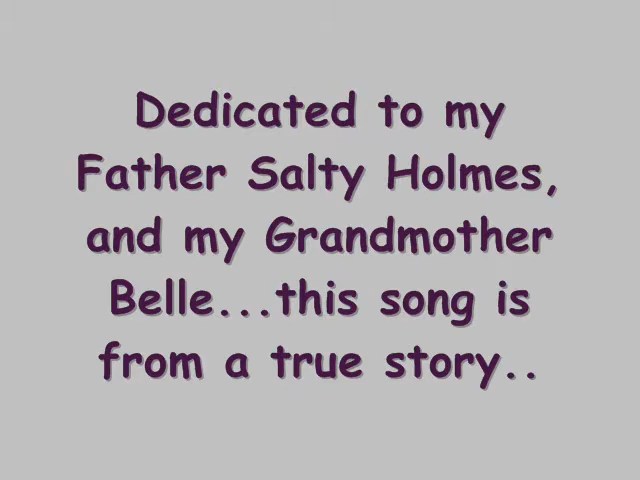 Dedicated to my
Father Salty Holmes,
and my Grandmother
Belle...this song is
from a true story..